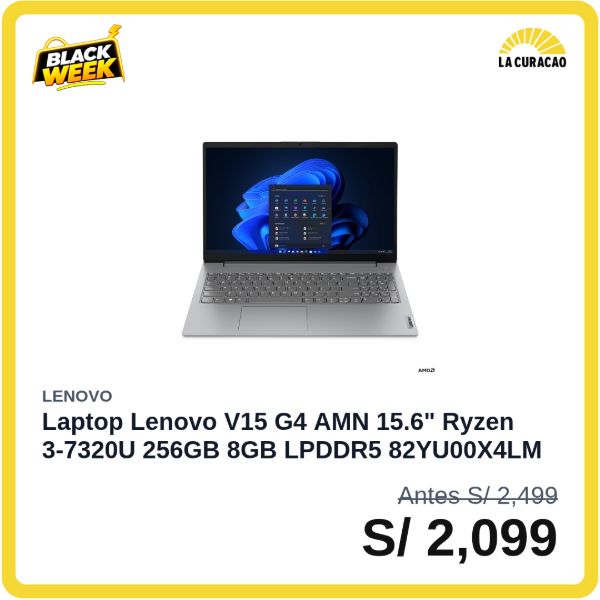 BLACK
WEEK
LA CURACAO
AMD
LENOVO
Laptop Lenovo V15 G4 AMN 15.6" Ryzen
3-7320U 256GB 8GB LPDDR5 82YU00X4LM
Antes S/ 2,499
S/ 2,099